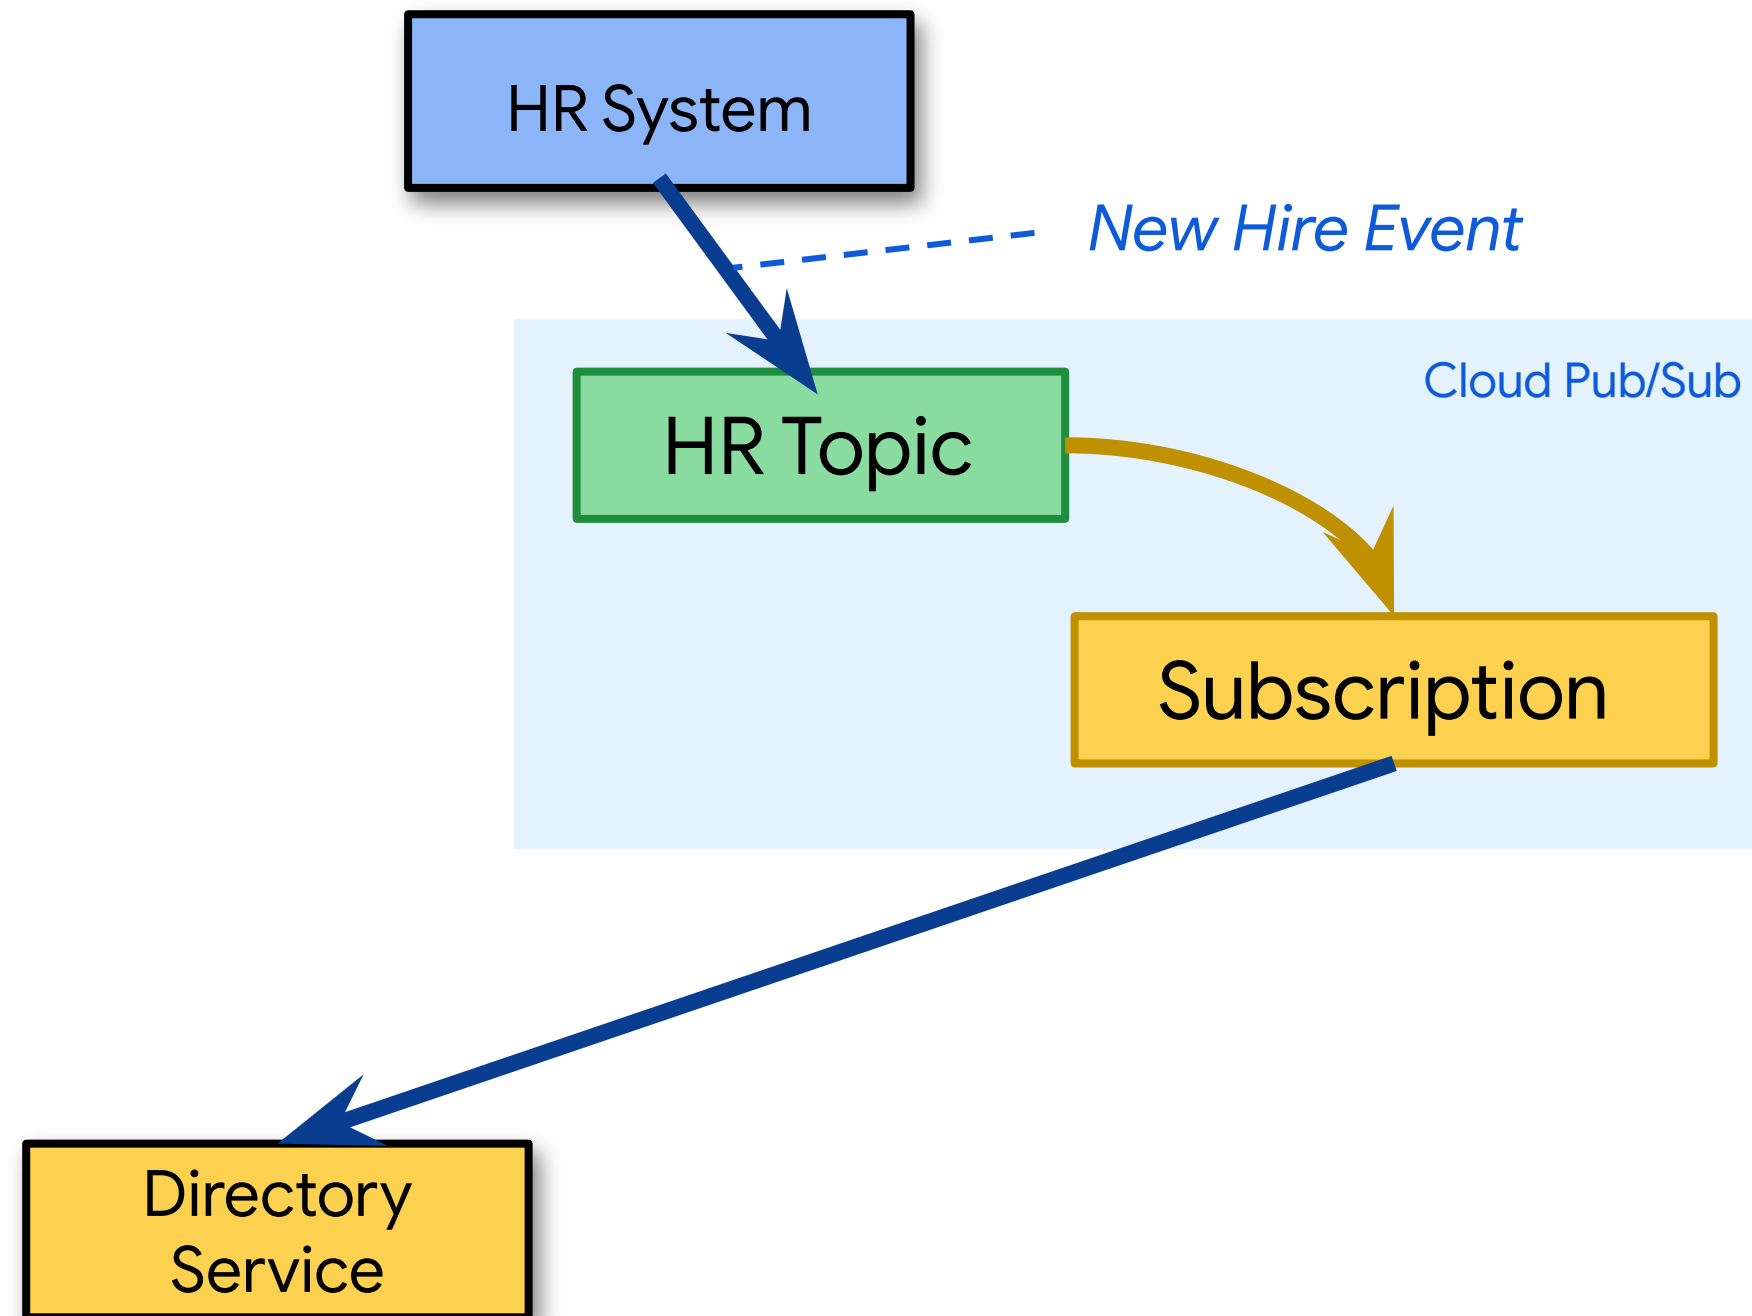 HR System
New Hire Event
Cloud Pub/Sub
HR Topic
Subscription
Directory
Service